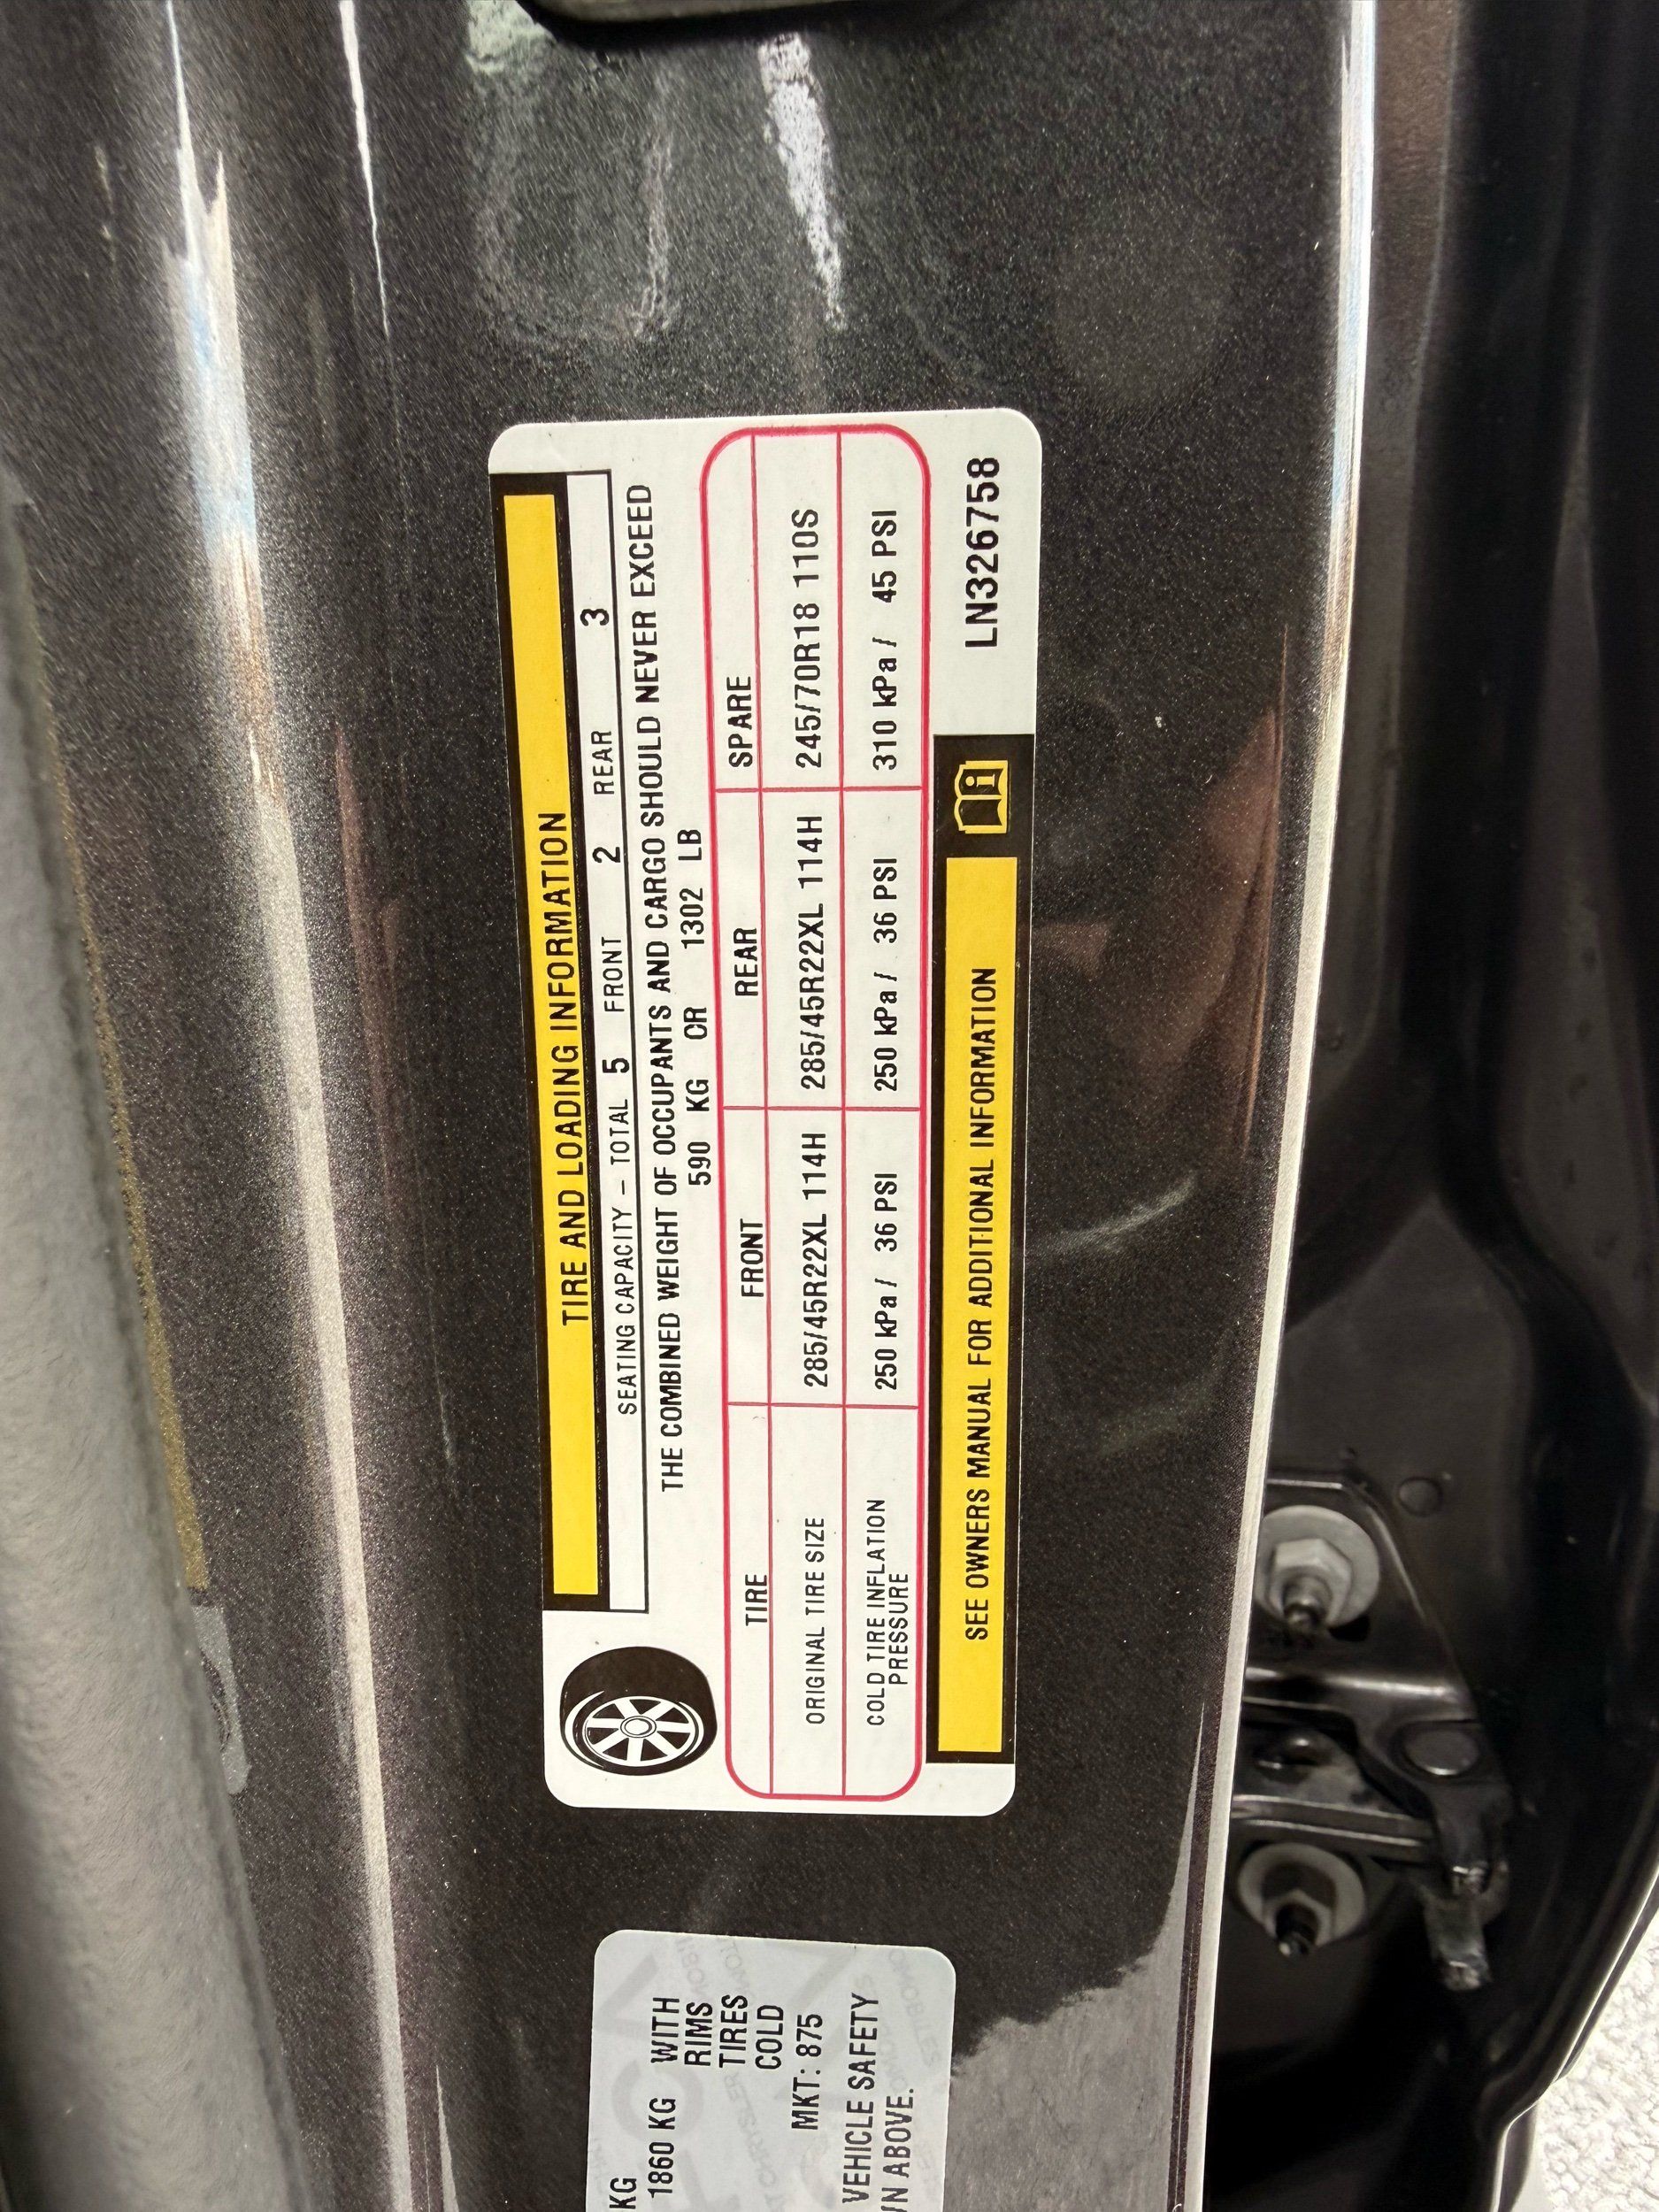 TIRE AND LOADING INFORMATION
SEATING CAPACITY – TOTAL 5 FRONT 2 REAR 3
THE COMBINED WEIGHT OF OCCUPANTS AND CARGO SHOULD NEVER EXCEED
590 KG OR 1302 LB
TIRE FRONT REAR SPARE
ORIGINAL TIRE SIZE 285/45R22XL 114H 285/45R22XL 114H 245/70R18 110S
COLD TIRE INFLATION
PRESSURE 250 kPa / 36 PSI 250 kPa / 36 PSI 310 kPa / 45 PSI
SEE OWNERS MANUAL FOR ADDITIONAL INFORMATION
LN326758
KG
1860 KG WITH
RIMS
TIRES
COLD
MKT: 875
VEHICLE SAFETY
ABOVE.